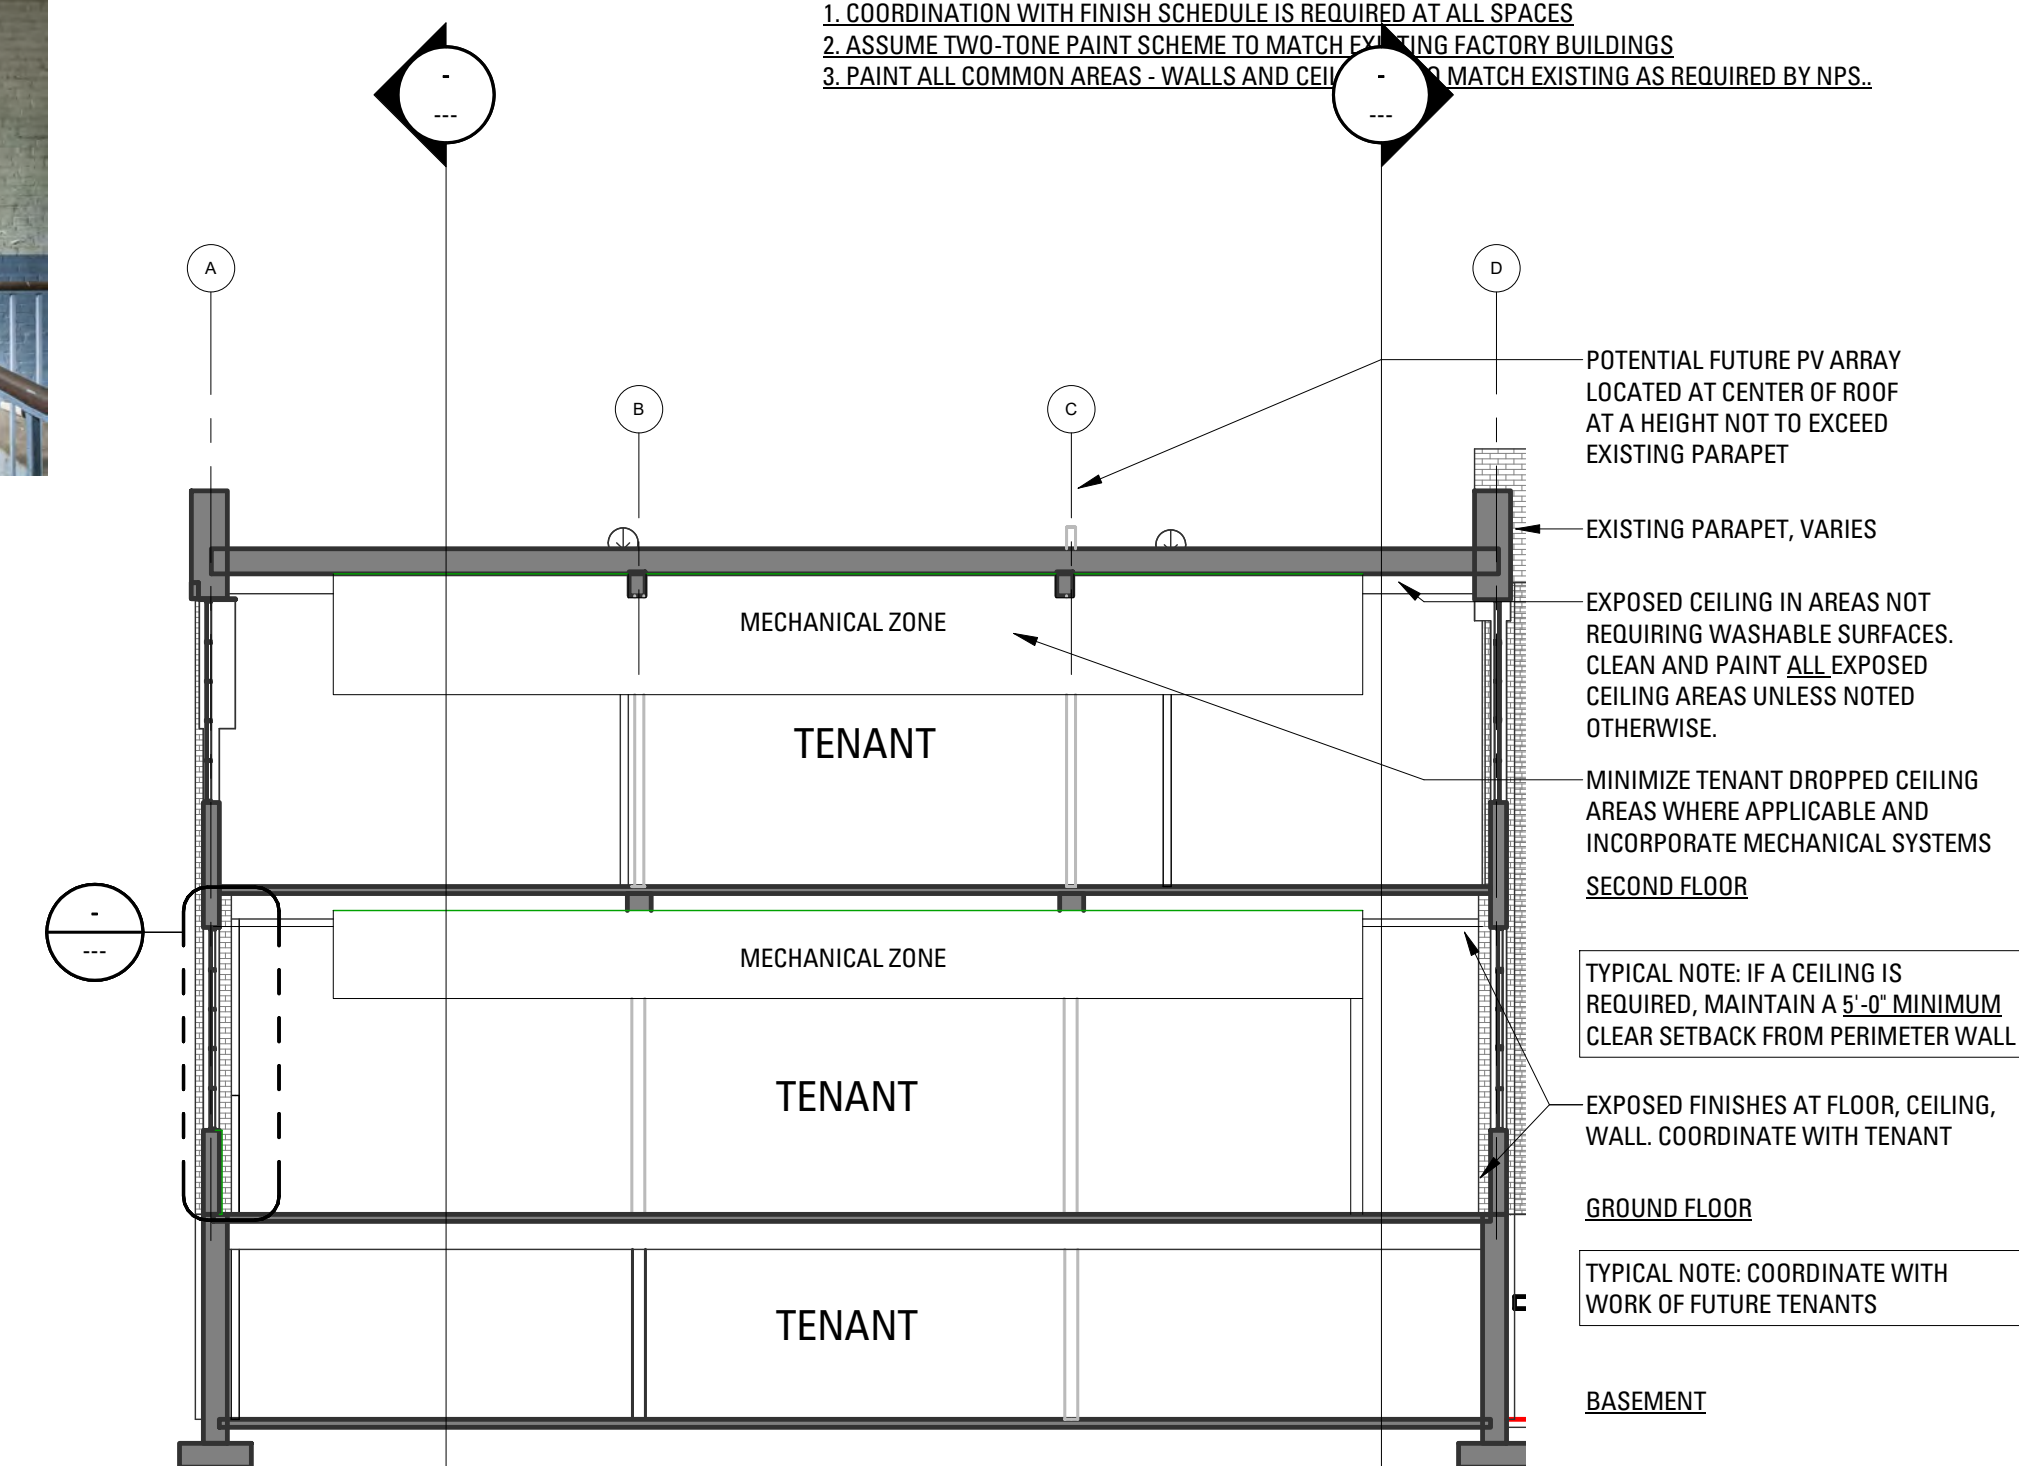 1. COORDINATION WITH FINISH SCHEDULE IS REQUIRED AT ALL SPACES
2. ASSUME TWO-TONE PAINT SCHEME TO MATCH EXISTING FACTORY BUILDINGS
3. PAINT ALL COMMON AREAS - WALLS AND CEIL O MATCH EXISTING AS REQUIRED BY NPS..
-
---
-
---
A
D
B
C
POTENTIAL FUTURE PV ARRAY
LOCATED AT CENTER OF ROOF
AT A HEIGHT NOT TO EXCEED
EXISTING PARAPET
EXISTING PARAPET, VARIES
MECHANICAL ZONE
EXPOSED CEILING IN AREAS NOT
REQUIRING WASHABLE SURFACES.
CLEAN AND PAINT ALL EXPOSED
CEILING AREAS UNLESS NOTED
OTHERWISE.
TENANT
MINIMIZE TENANT DROPPED CEILING
AREAS WHERE APPLICABLE AND
INCORPORATE MECHANICAL SYSTEMS
SECOND FLOOR
-
---
MECHANICAL ZONE
TYPICAL NOTE: IF A CEILING IS
REQUIRED, MAINTAIN A 5'-0" MINIMUM
CLEAR SETBACK FROM PERIMETER WALL
TENANT
EXPOSED FINISHES AT FLOOR, CEILING,
WALL. COORDINATE WITH TENANT
GROUND FLOOR
TYPICAL NOTE: COORDINATE WITH
WORK OF FUTURE TENANTS
TENANT
BASEMENT